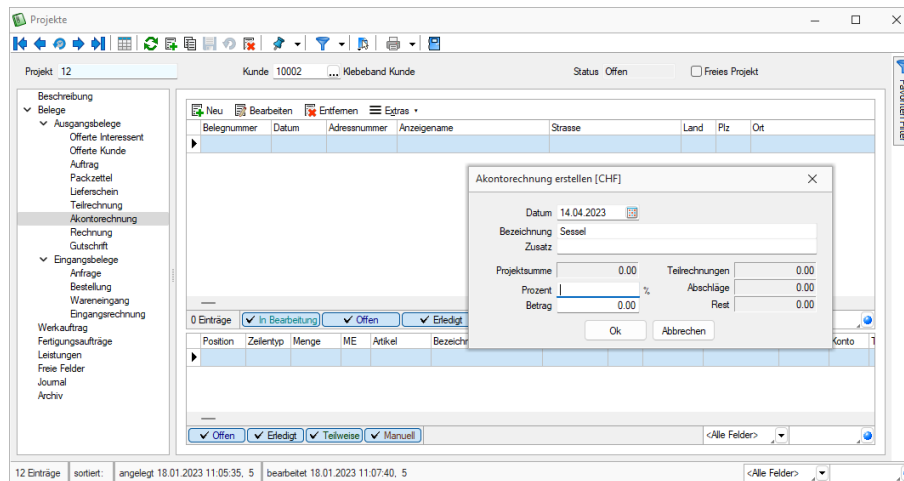 Projekte
Projekt 12 Kunde 10002 ... Klebeband Kunde Status Offen Freies Projekt
Favoriten Filter
Beschreibung
Belege
Ausgangsbelege
Offerte Interessent
Offerte Kunde
Auftrag
Packzettel
Lieferschein
Teilrechnung
Akontorechnung
Rechnung
Gutschrift
Eingangsbelege
Anfrage
Bestellung
Wareneingang
Eingangsrechnung
Werkauftrag
Fertigungsaufträge
Leistungen
Freie Felder
Journal
Archiv
Neu Bearbeiten Entfernen Extras
Belegnummer Datum Adressnummer Anzeigename Strasse Land Plz Ort
Akontorechnung erstellen [CHF]
Datum 14.04.2023
Bezeichnung Sessel
Zusatz
Projektsumme 0.00 Teilrechnungen 0.00
Prozent % Abschläge 0.00
Betrag 0.00 Rest 0.00
Ok Abbrechen
0 Einträge In Bearbeitung Offen Erledigt
Position Zeilentyp Menge ME Artikel Bezeichn Konto T
Offen Erledigt Teilweise Manuell <Alle Felder>
12 Einträge sortiert: angelegt 18.01.2023 11:05:35, 5 bearbeitet 18.01.2023 11:07:40, 5 <Alle Felder>